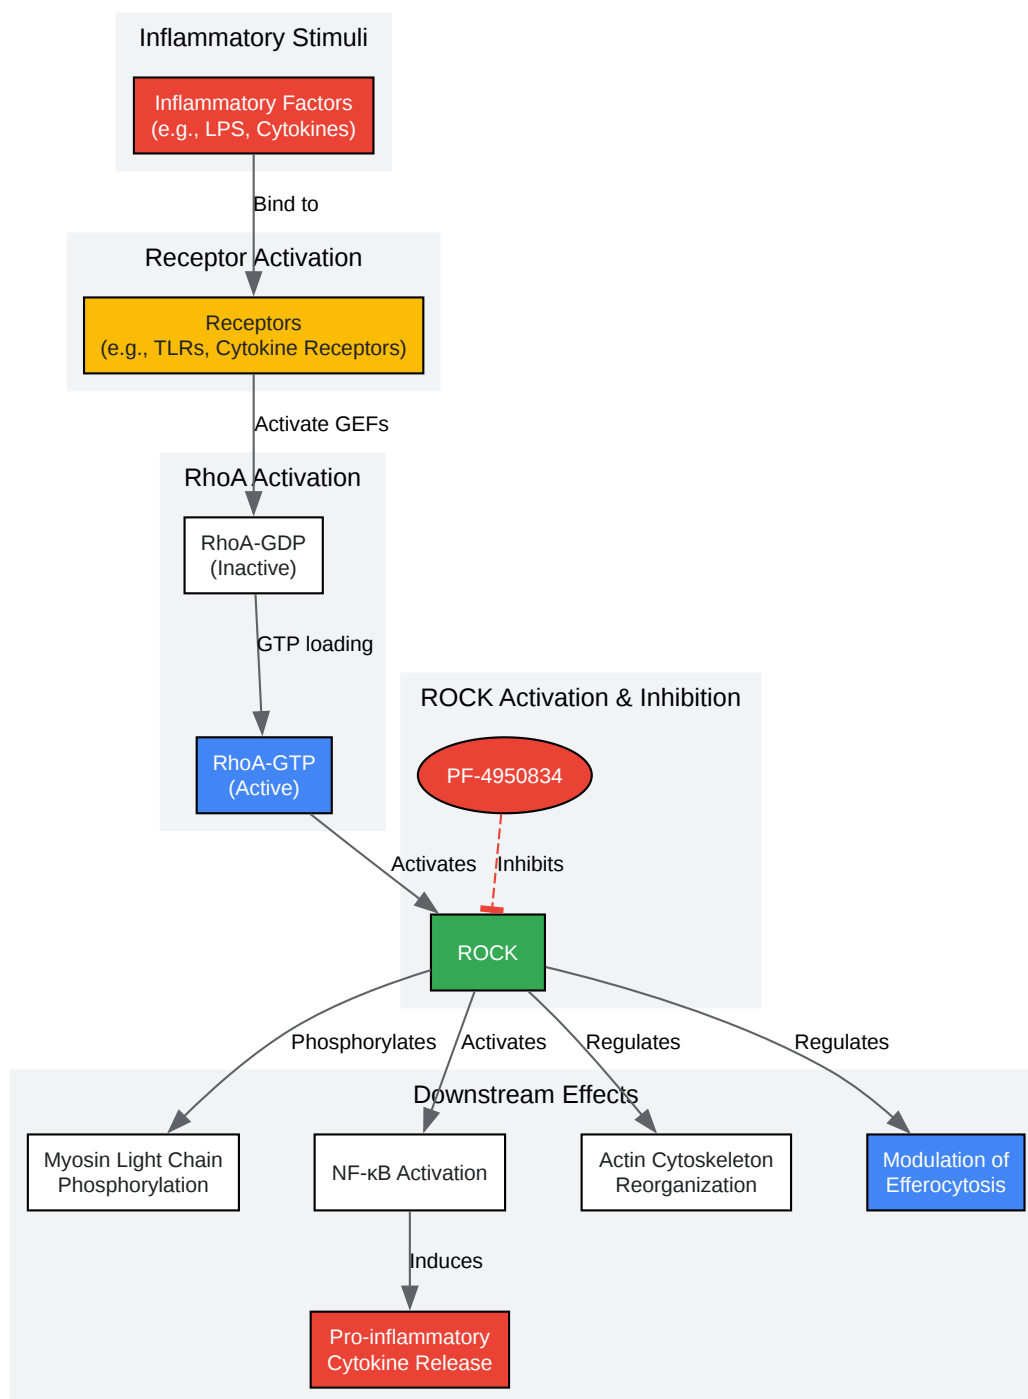 Inflammatory Stimuli
Inflammatory Factors
(e.g., LPS, Cytokines)
Bind to
Receptor Activation
Receptors
(e.g., TLRs, Cytokine Receptors)
Activate GEFs
RhoA Activation
RhoA-GDP
(Inactive)
GTP loading
ROCK Activation & Inhibition
RhoA-GTP
(Active)
PF-4950834
Activates
Inhibits
ROCK
Phosphorylates
Activates
Regulates
Regulates
Downstream Effects
Myosin Light Chain
Phosphorylation
NF-κB Activation
Actin Cytoskeleton
Reorganization
Modulation of
Efferocytosis
Induces
Pro-inflammatory
Cytokine Release